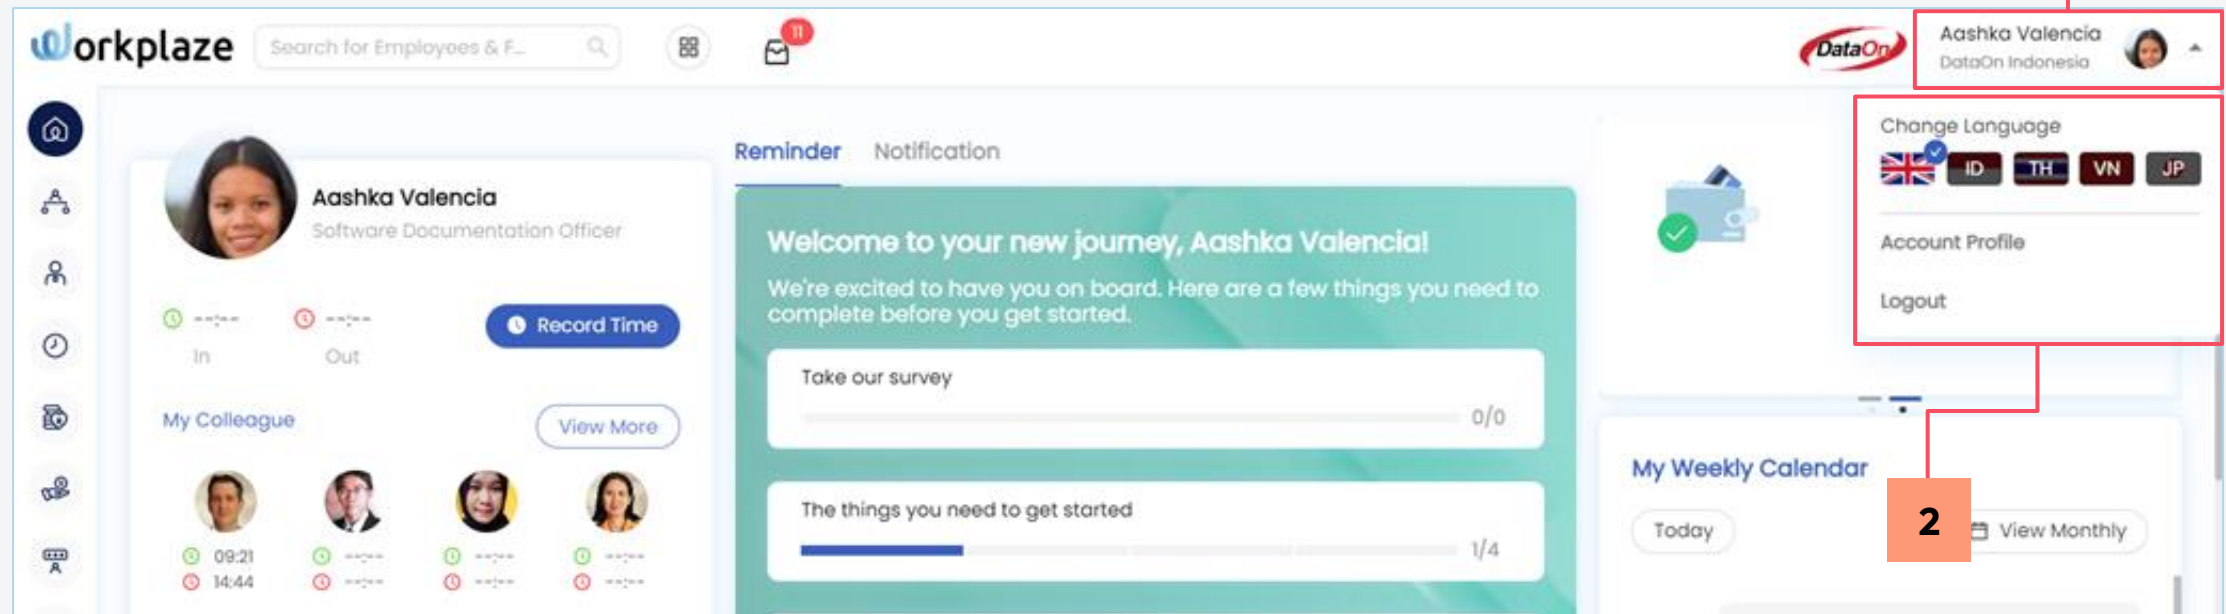 Workplaze
Search for Employees & F...
11
DataOn
Aashka Valencia
DataOn Indonesia
Change Language
ID TH VN JP
Account Profile
Logout
Aashka Valencia
Software Documentation Officer
--:--
In
--:--
Out
Record Time
My Colleague
View More
09:21
14:44
--:--
--:--
--:--
--:--
--:--
--:--
Reminder Notification
Welcome to your new journey, Aashka Valencia!
We're excited to have you on board. Here are a few things you need to
complete before you get started.
Take our survey
0/0
The things you need to get started
1/4
My Weekly Calendar
Today
2
View Monthly